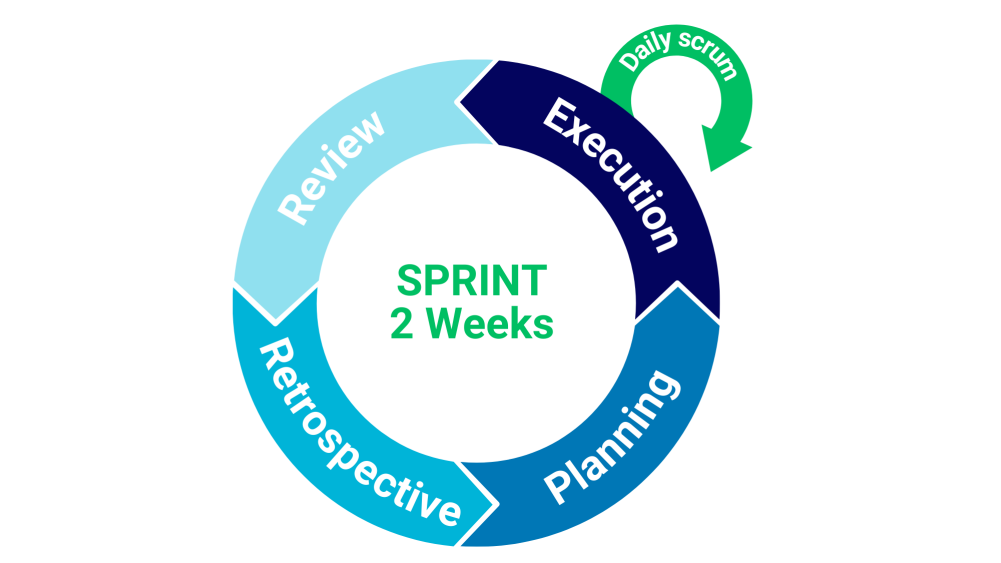 Daily scrum
Execution
Review
SPRINT
2 Weeks
Retrospective
Planning